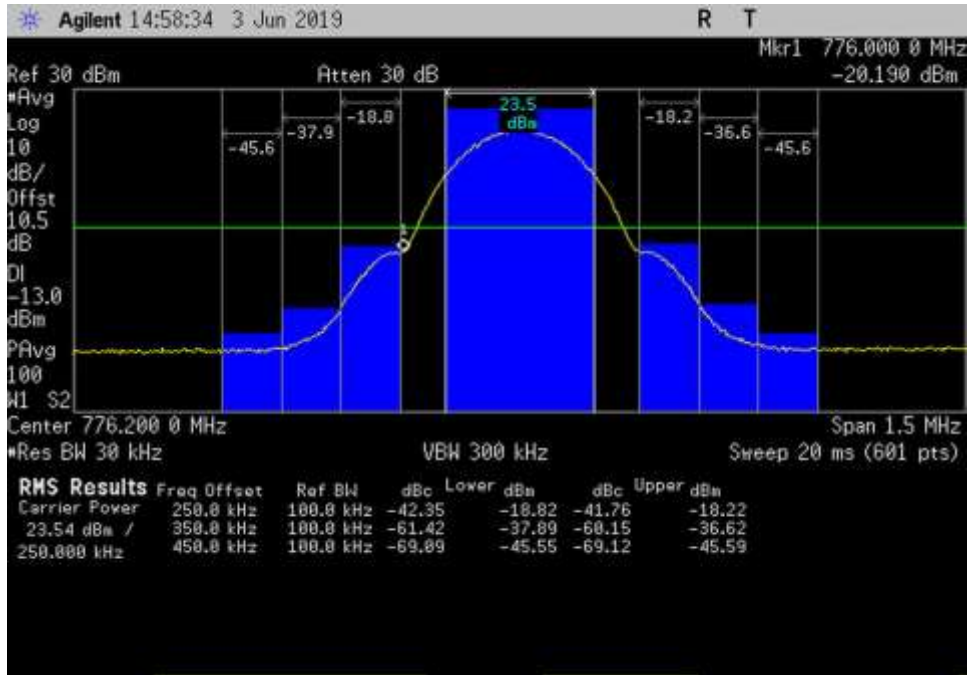 Agilent 14:58:34 3 Jun 2019 R T
Mkr1 776.000 0 MHz
Ref 30 dBm Atten 30 dB -20.190 dBm
#Avg
Log
10
dB/
Offst
10.5
dB
DI
-13.0
dBm
PAvg
100
W1 S2
-45.6
-37.9
-18.8
23.5
dBm
-18.2
-36.6
-45.6
Center 776.200 0 MHz Span 1.5 MHz
#Res BW 30 kHz VBW 300 kHz Sweep 20 ms (601 pts)
RMS Results Freq Offset Ref BW dBc Lower dBm dBc Upper dBm
Carrier Power 250.0 kHz 100.0 kHz -42.35 -18.82 -41.76 -18.22
23.54 dBm / 350.0 kHz 100.0 kHz -61.42 -37.89 -60.15 -36.62
250.000 kHz 450.0 kHz 100.0 kHz -69.09 -45.55 -69.12 -45.59